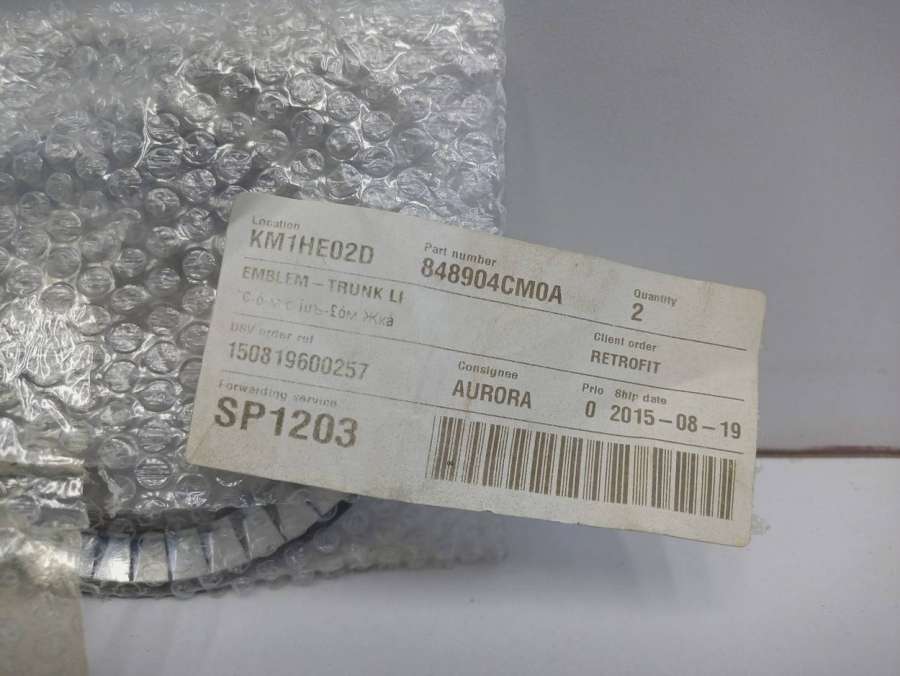 Location
KM1HE02D
Part number
848904CM0A
Quantity
2
EMBLEM - TRUNK LI
Client order
RETROFIT
DSV order ref
150819600257
Consignee
AURORA
Prio
0
Ship date
2015-08-19
Forwarding service
SP1203